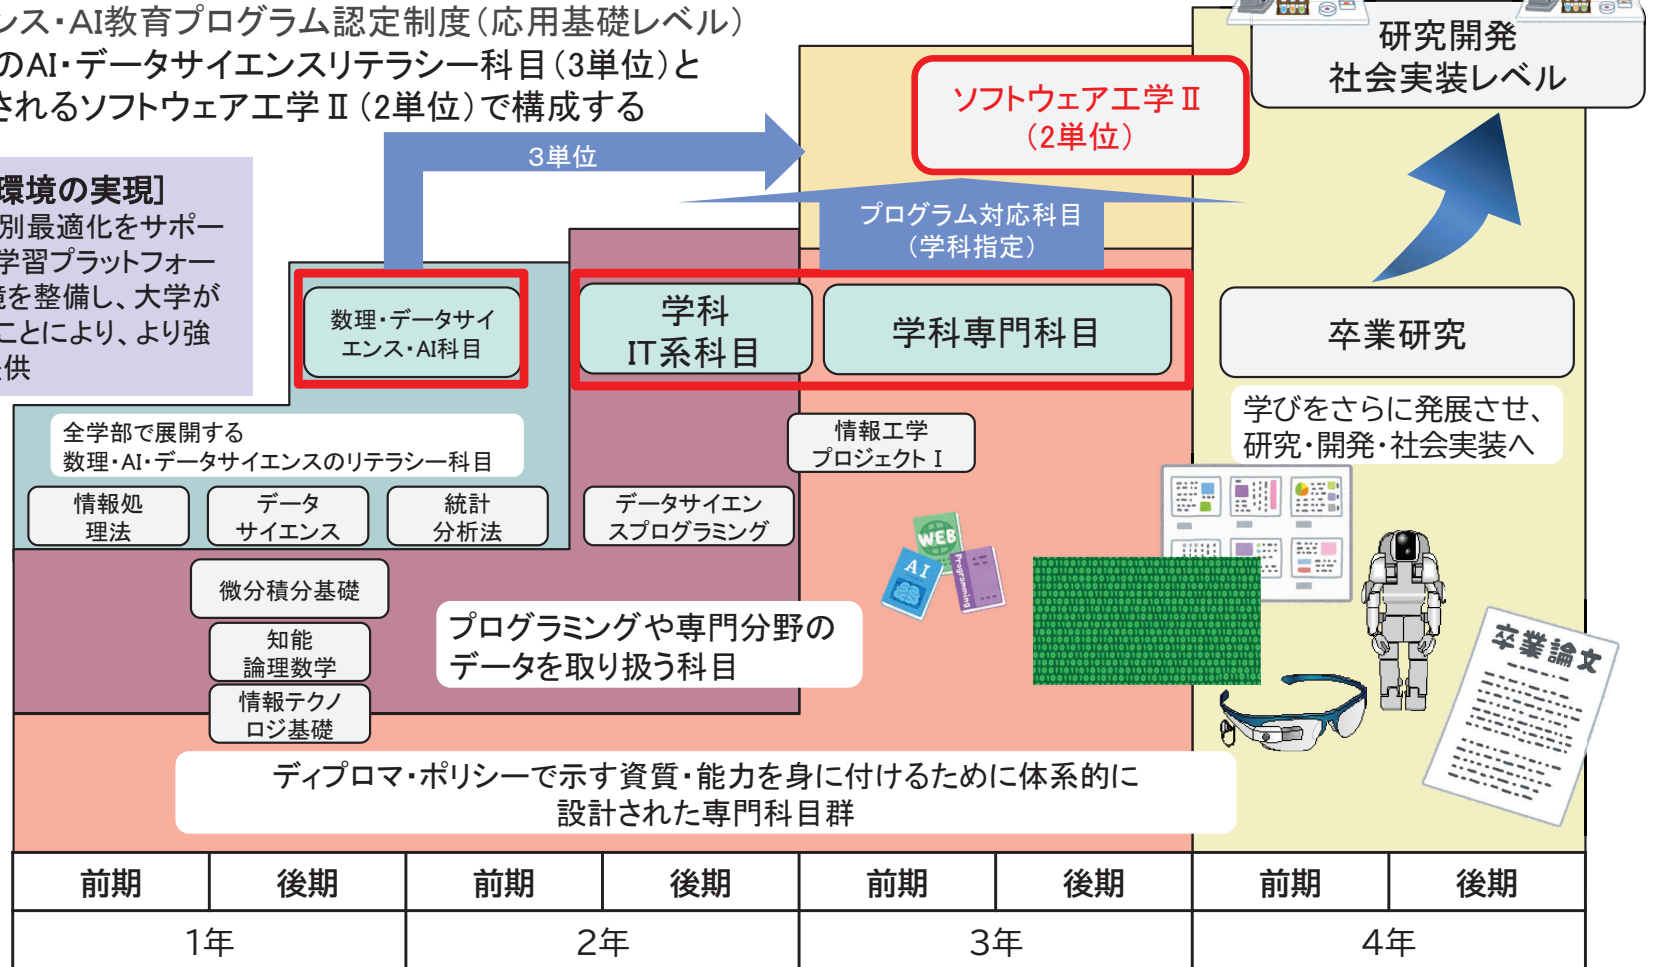 ンス・AI教育プログラム認定制度（応用基礎レベル）
のAI・データサイエンスリテラシー科目（3単位）と
されるソフトウェア工学Ⅱ（2単位）で構成する
環境の実現］
別最適化をサポー
学習プラットフォー
境を整備し、大学が
ことにより、より強
供
研究開発
社会実装レベル
ソフトウェア工学Ⅱ
（2単位）
3単位
プログラム対応科目
（学科指定）
数理・データサイ
エンス・AI科目
学科
IT系科目
学科専門科目
卒業研究
学びをさらに発展させ、
研究・開発・社会実装へ
全学部で展開する
数理・AI・データサイエンスのリテラシー科目
情報工学
プロジェクトⅠ
情報処
理法
データ
サイエンス
統計
分析法
データサイエン
スプログラミング
微分積分基礎
知能
論理数学
情報テクノ
ロジ基礎
プログラミングや専門分野の
データを取り扱う科目
WEB
AI
Programming
卒業論文
ディプロマ・ポリシーで示す資質・能力を身に付けるために体系的に
設計された専門科目群
前期 後期 前期 後期 前期 後期 前期 後期
1年 2年 3年 4年